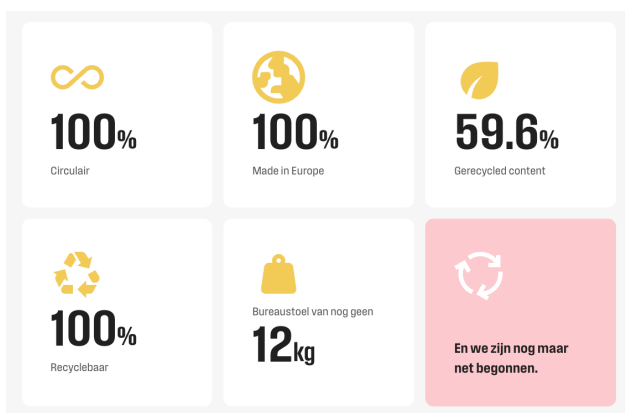 100%
Circulair
100%
Made in Europe
59.6%
Gerecycled content
100%
Recyclebaar
Bureaustoel van nog geen
12kg
En we zijn nog maar
net begonnen.